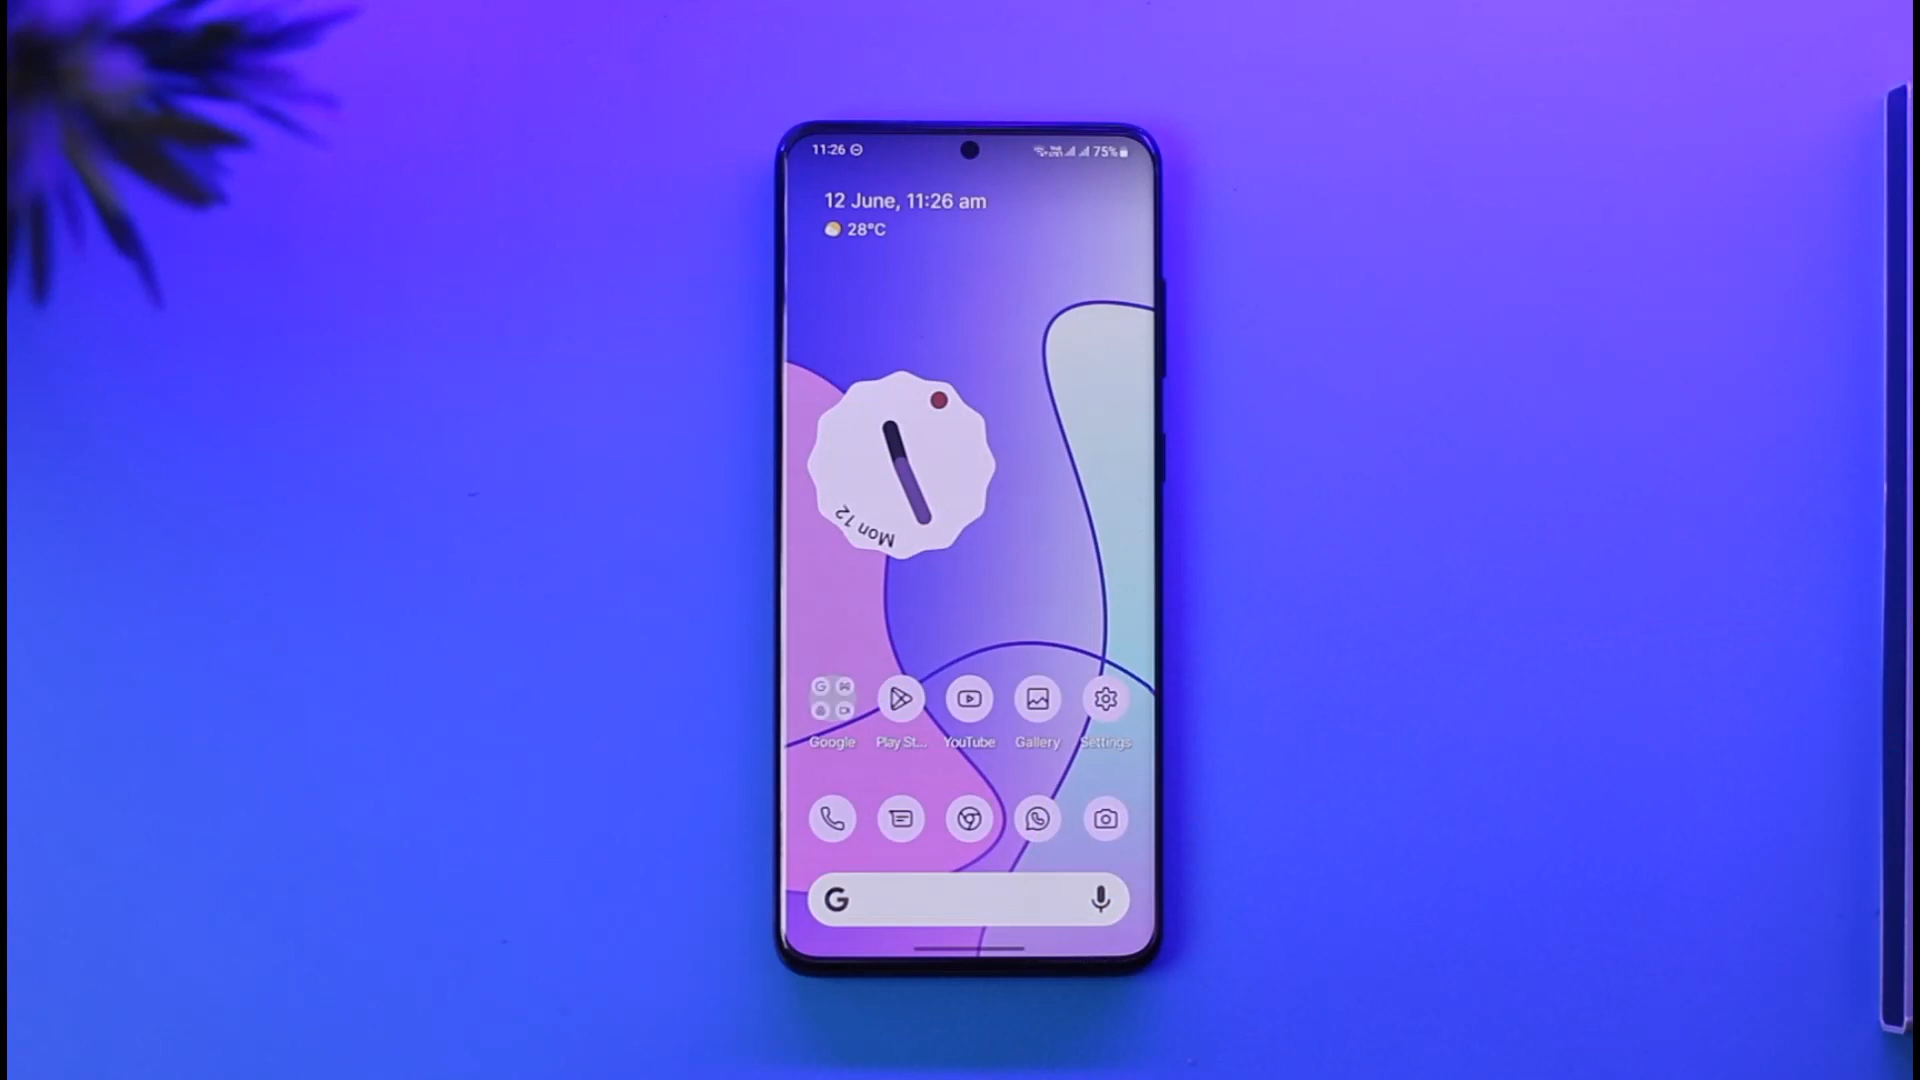 11:26
75%
12 June, 11:26 am
28°C
Mon 12
Google
Play St...
YouTube
Gallery
Settings
G